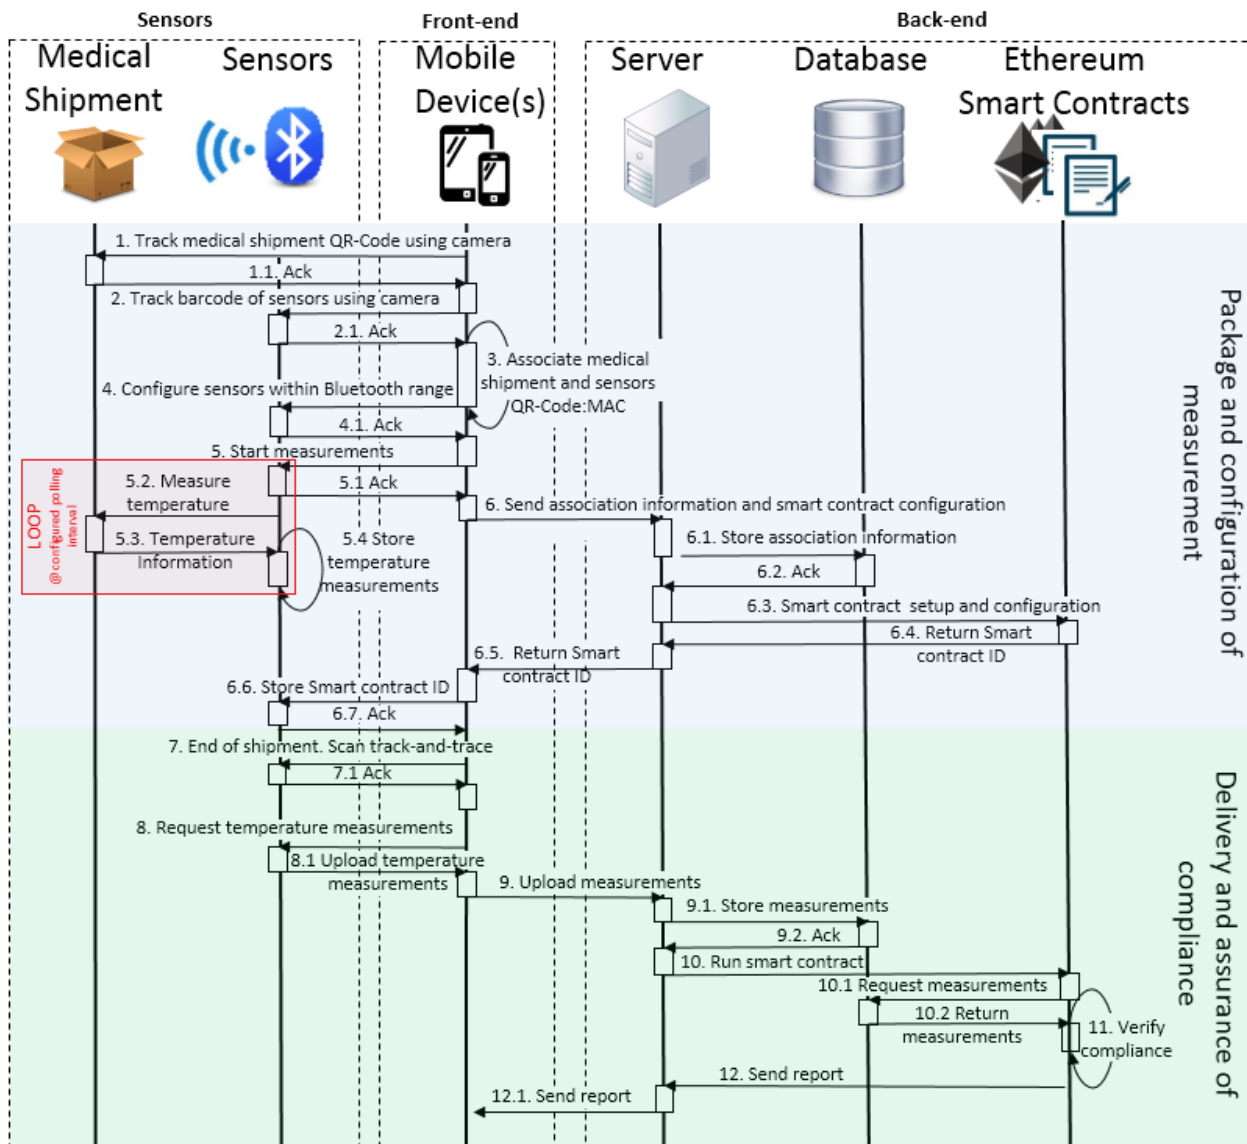 Sensors
Front-end
Back-end
Medical
Shipment
Sensors
Mobile
Device(s)
Server
Database
Ethereum
Smart Contracts
1. Track medical shipment QR-Code using camera
1.1. Ack
2. Track barcode of sensors using camera
2.1. Ack
3. Associate medical
shipment and sensors
QR-Code:MAC
4. Configure sensors within Bluetooth range
4.1. Ack
5. Start measurements
5.1 Ack
5.2. Measure
temperature
5.3. Temperature
Information
5.4 Store
temperature
measurements
LOOP
@configured polling
interval
6. Send association information and smart contract configuration
6.1. Store association information
6.2. Ack
6.3. Smart contract setup and configuration
6.4. Return Smart
contract ID
6.5. Return Smart
contract ID
6.6. Store Smart contract ID
6.7. Ack
Package and configuration of
measurement
7. End of shipment. Scan track-and-trace
7.1 Ack
8. Request temperature measurements
8.1 Upload temperature
measurements
9. Upload measurements
9.1. Store measurements
9.2. Ack
10. Run smart contract
10.1 Request measurements
10.2 Return
measurements
11. Verify
compliance
12. Send report
12.1. Send report
Delivery and assurance of
compliance